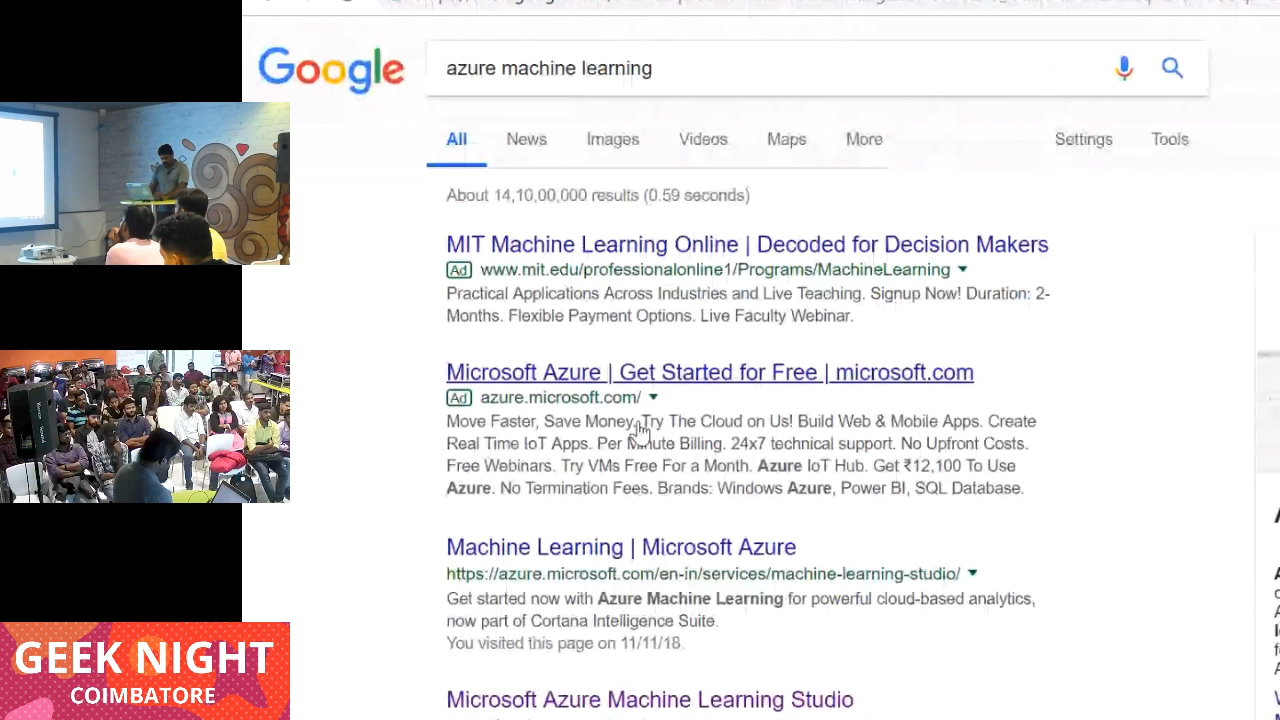 Google
azure machine learning
All News Images Videos Maps More Settings Tools
About 14,10,00,000 results (0.59 seconds)
MIT Machine Learning Online | Decoded for Decision Makers
Ad www.mit.edu/professionalonline1/Programs/MachineLearning
Practical Applications Across Industries and Live Teaching. Signup Now! Duration: 2-
Months. Flexible Payment Options. Live Faculty Webinar.
Microsoft Azure | Get Started for Free | microsoft.com
Ad azure.microsoft.com/
Move Faster, Save Money, Try The Cloud on Us! Build Web & Mobile Apps. Create
Real Time IoT Apps. Per Minute Billing. 24x7 technical support. No Upfront Costs.
Free Webinars. Try VMs Free For a Month. Azure IoT Hub. Get ₹12,100 To Use
Azure. No Termination Fees. Brands: Windows Azure, Power BI, SQL Database.
Machine Learning | Microsoft Azure
https://azure.microsoft.com/en-in/services/machine-learning-studio/
Get started now with Azure Machine Learning for powerful cloud-based analytics,
now part of Cortana Intelligence Suite.
You visited this page on 11/11/18.
Microsoft Azure Machine Learning Studio
GEEK NIGHT
COIMBATORE